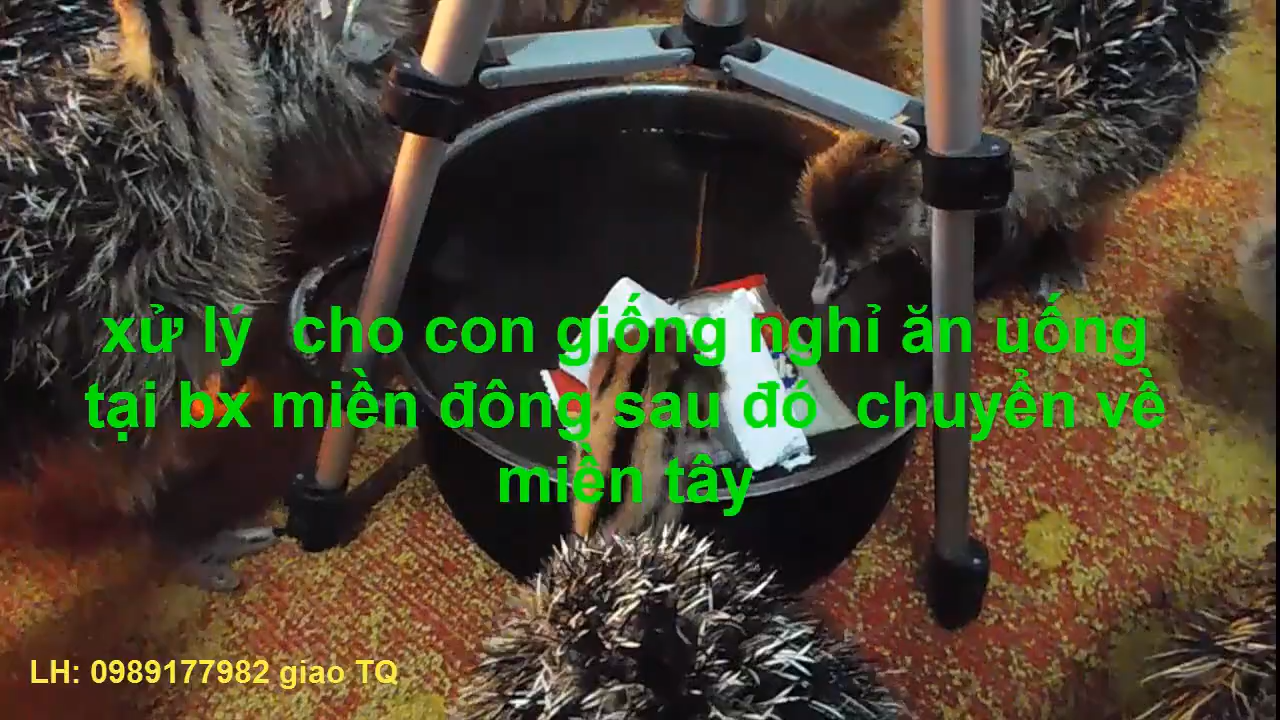 xử lý cho con giống nghỉ ăn uống
tại bx miền đông sau đó chuyển về
miền tây
LH: 0989177982 giao TQ